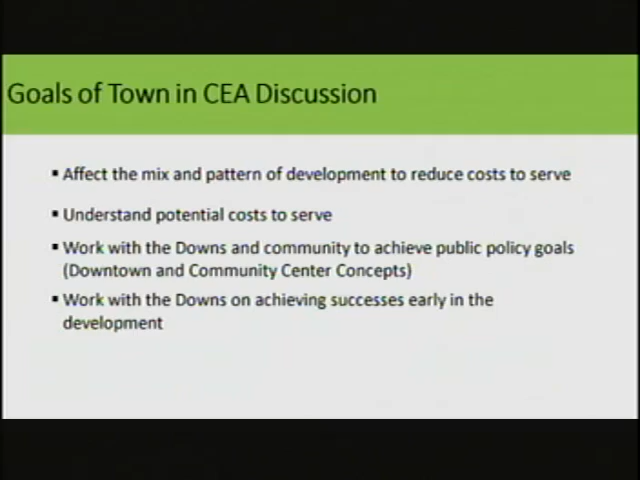 Goals of Town in CEA Discussion
▪ Affect the mix and pattern of development to reduce costs to serve
▪ Understand potential costs to serve
▪ Work with the Downs and community to achieve public policy goals
(Downtown and Community Center Concepts)
▪ Work with the Downs on achieving successes early in the
development